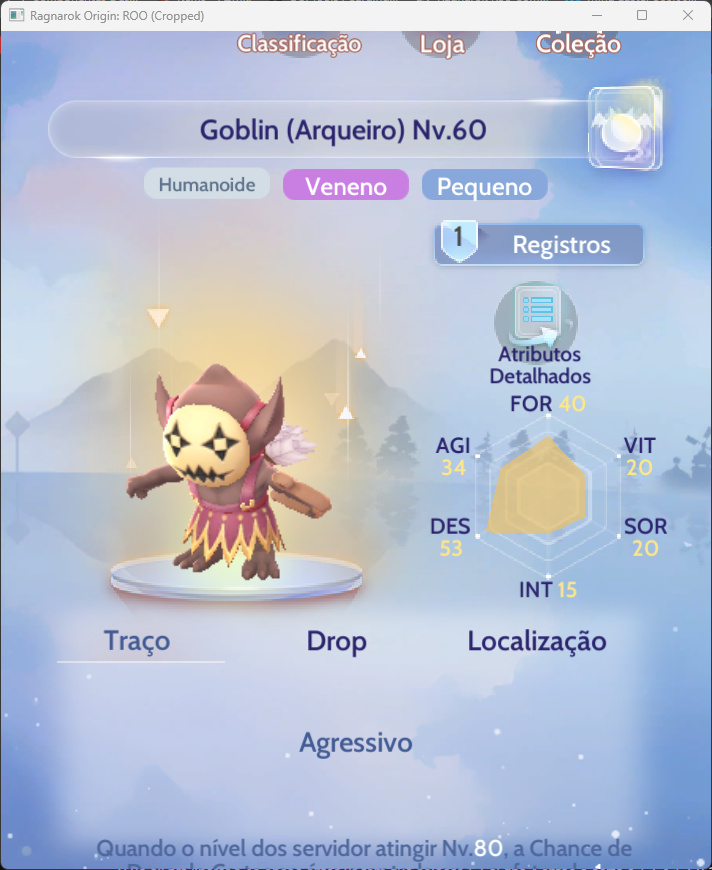 Ragnarok Origin: ROO (Cropped)
Classificação
Loja
Coleção
Goblin (Arqueiro) Nv.60
Humanoide
Veneno
Pequeno
1
Registros
Atributos
Detalhados
FOR 40
AGI
34
VIT
20
DES
53
SOR
20
INT 15
Traço
Drop
Localização
Agressivo
Quando o nível dos servidor atingir Nv.80, a Chance de